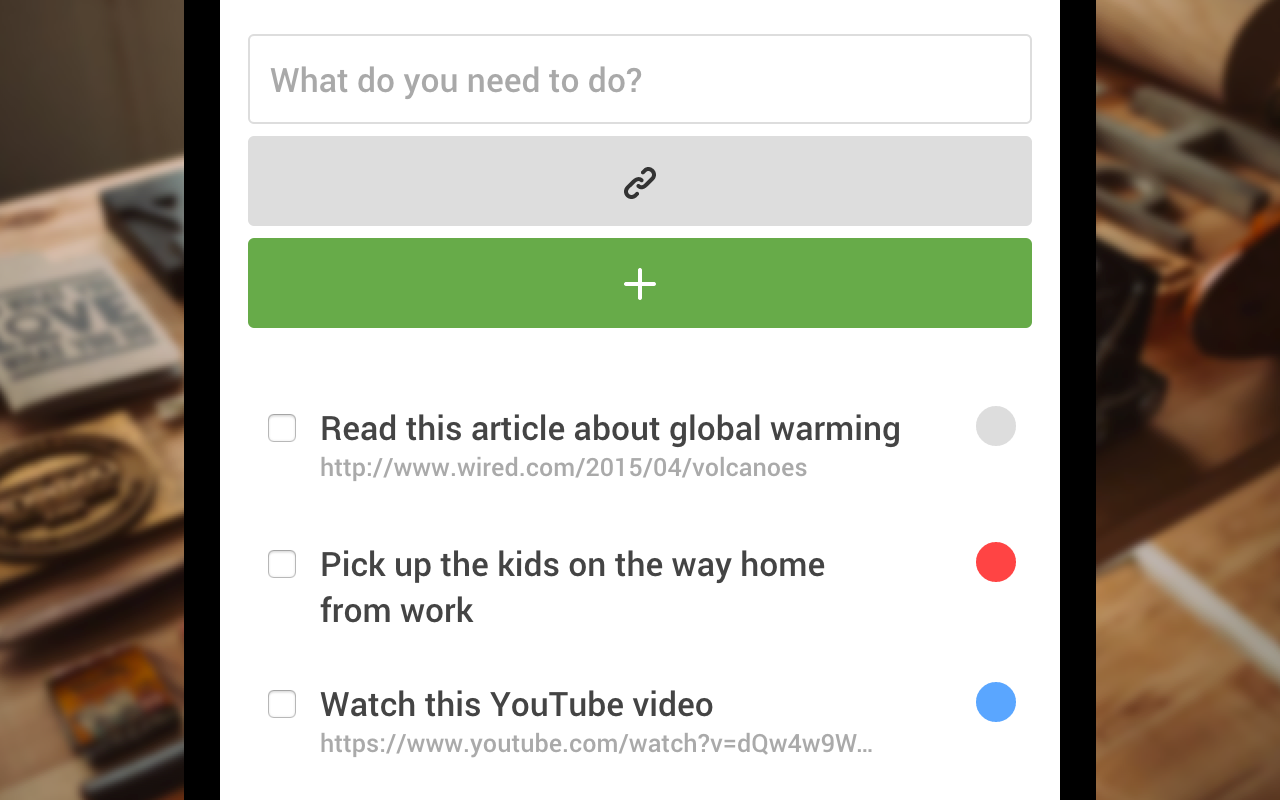 What do you need to do?
LOVE
Read this article about global warming
http://www.wired.com/2015/04/volcanoes
Pick up the kids on the way home
from work
Watch this YouTube video
https://www.youtube.com/watch?v=dQw4w9W…